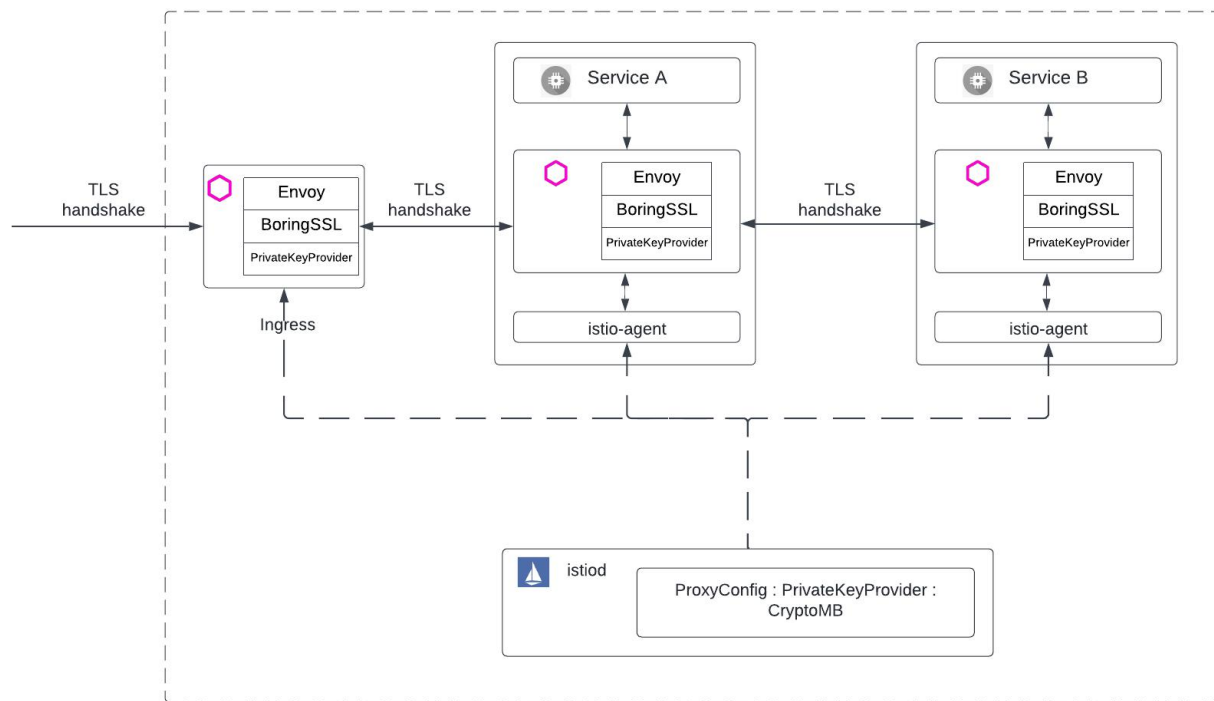 Service A
Service B
TLS
handshake
Envoy
BoringSSL
PrivateKeyProvider
TLS
handshake
Envoy
BoringSSL
PrivateKeyProvider
TLS
handshake
Envoy
BoringSSL
PrivateKeyProvider
Ingress
istio-agent
istio-agent
istiod
ProxyConfig : PrivateKeyProvider :
CryptoMB